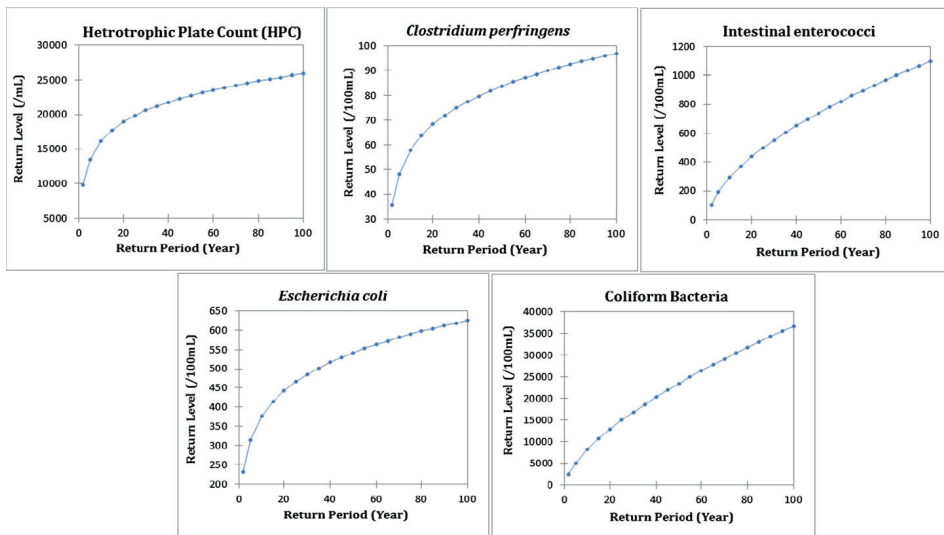 Hetrotrophic Plate Count (HPC)
Return Level (/mL)
30000
25000
20000
15000
10000
5000
0 20 40 60 80 100
Return Period (Year)
Clostridium perfringens
Return Level (/100mL)
100
90
80
70
60
50
40
30
0 20 40 60 80 100
Return Period (Year)
Intestinal enterococci
Return Level (/100mL)
1200
1000
800
600
400
200
0
0 20 40 60 80 100
Return Period (Year)
Escherichia coli
Return Level (/100mL)
650
600
550
500
450
400
350
300
250
200
0 20 40 60 80 100
Return Period (Year)
Coliform Bacteria
Return Level (/100mL)
40000
35000
30000
25000
20000
15000
10000
5000
0
0 20 40 60 80 100
Return Period (Year)